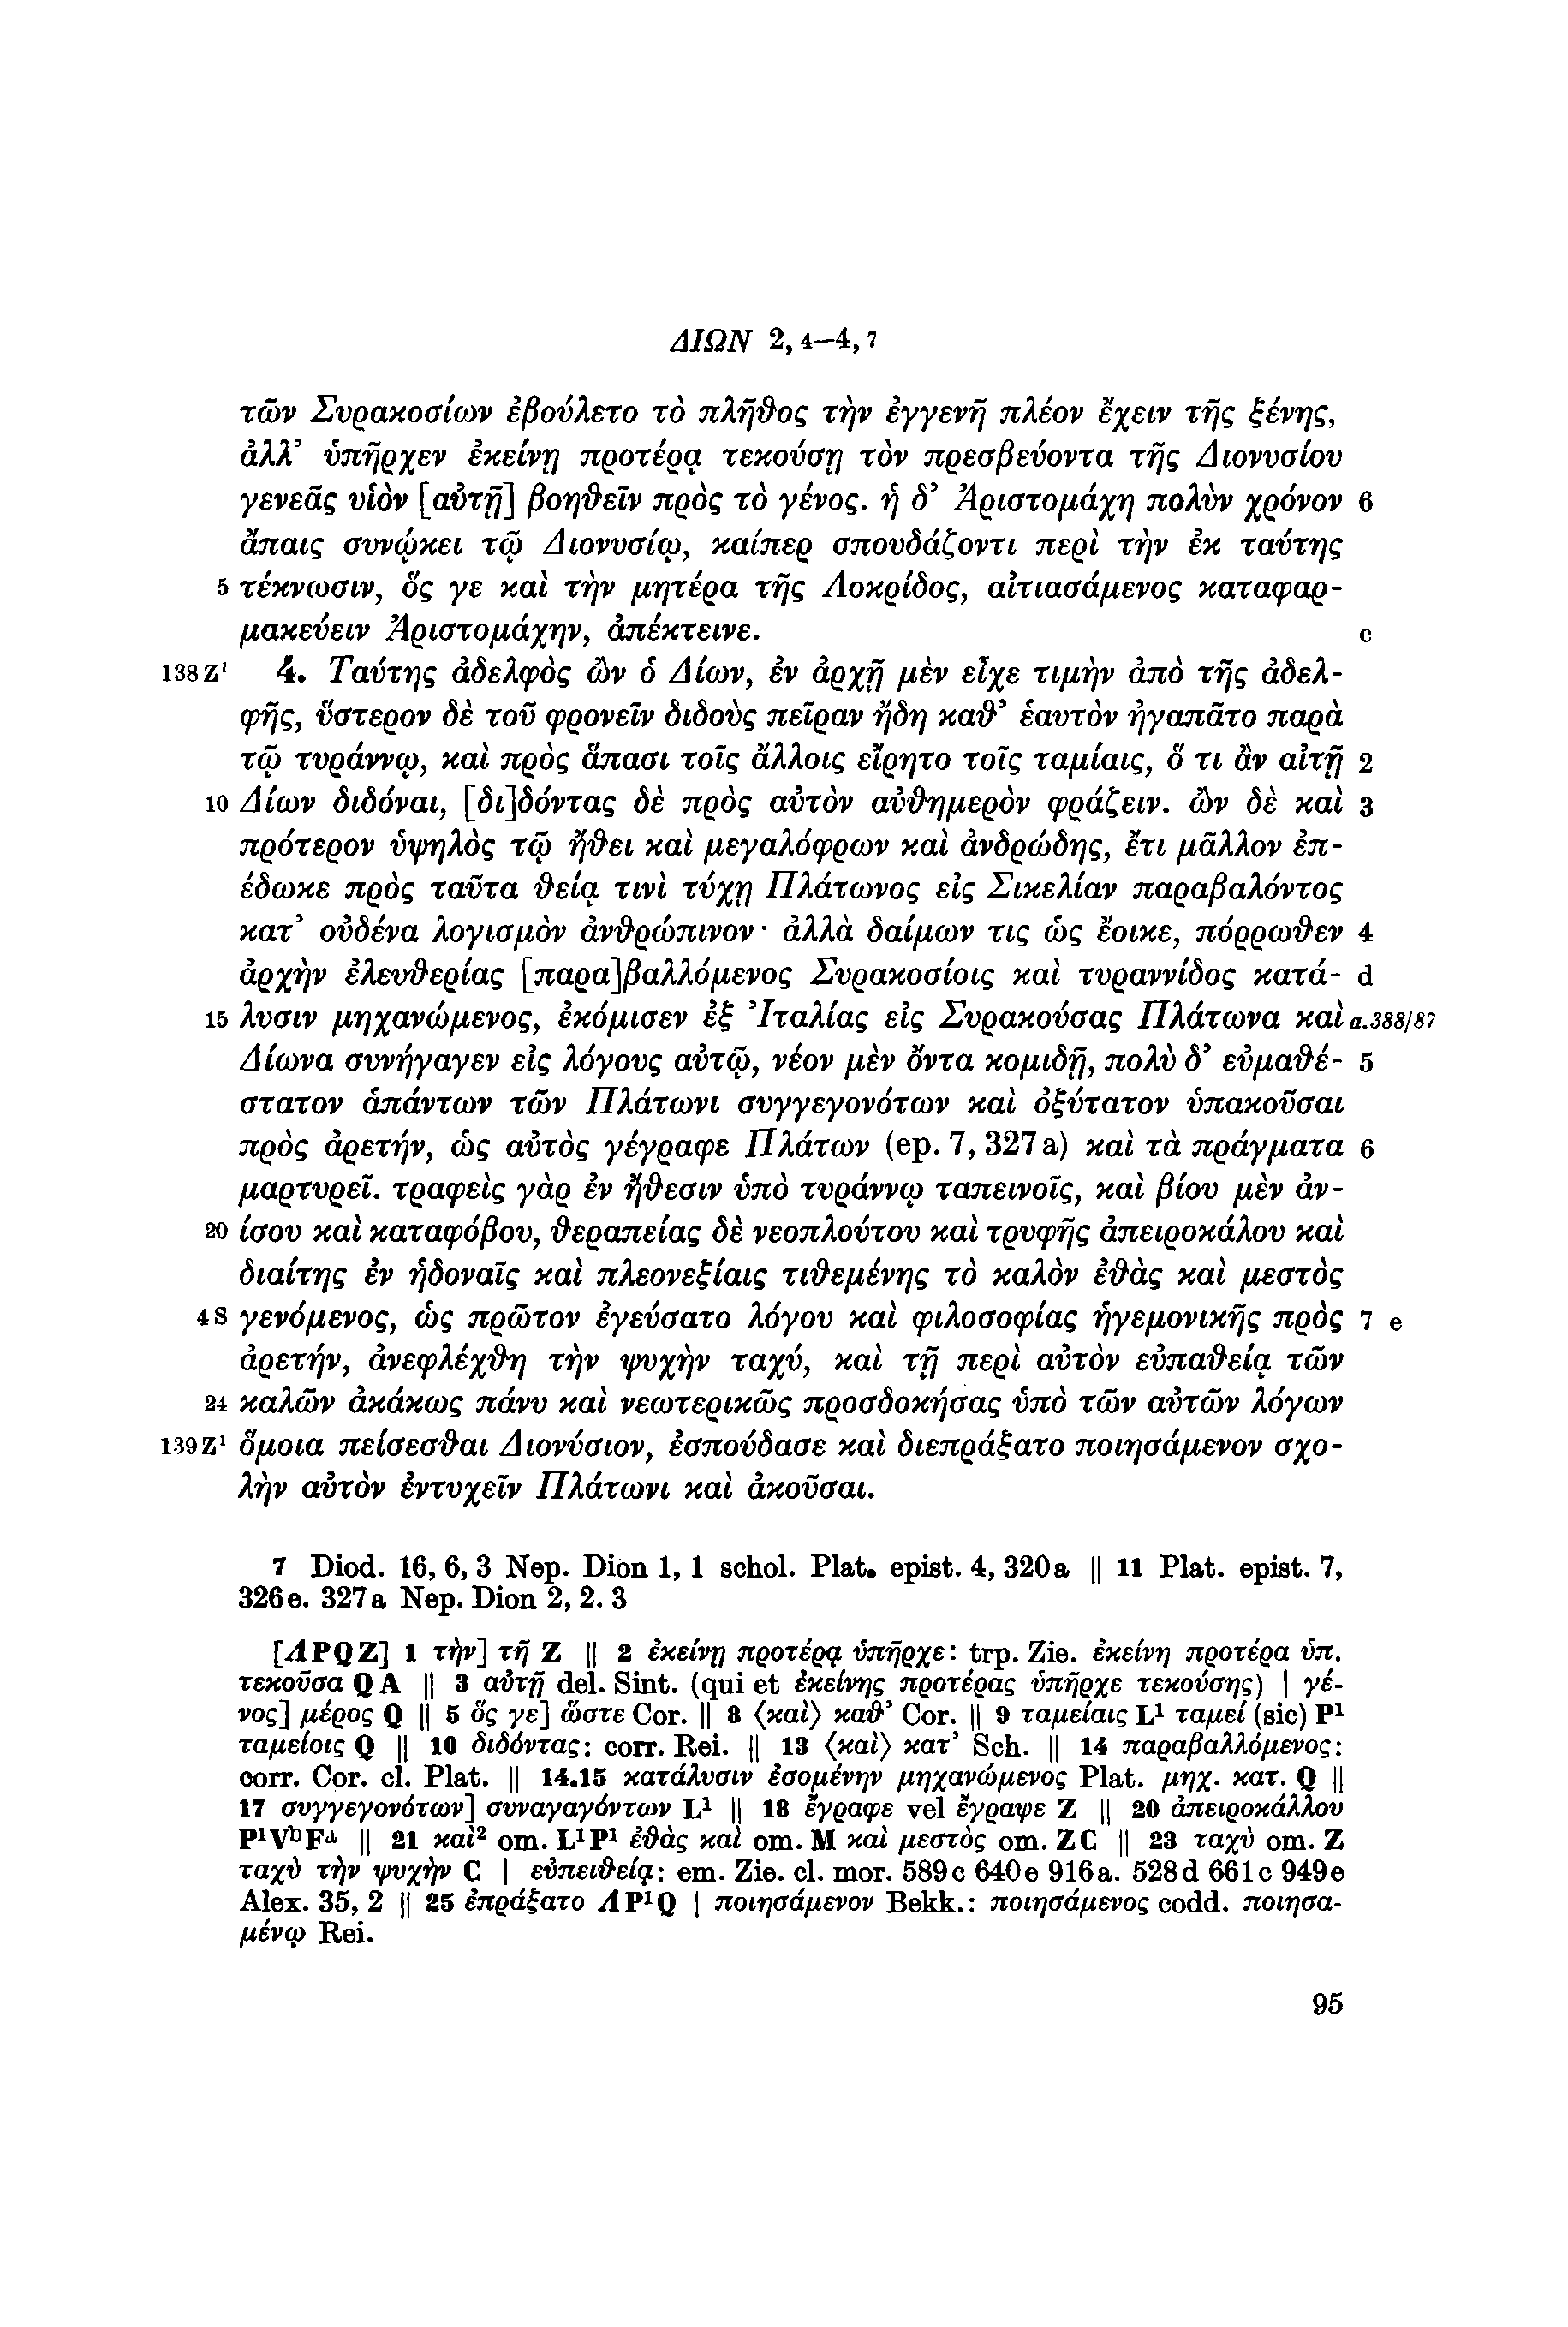 ΔΙΩΝ 2,4—4,7
τῶν Συρακοσίων ἐβούλετο τὸ πλῆθος τὴν ἐγγενῆ πλέον ἔχειν τῆς ξένης,
ἀλλ’ ὑπῆρχεν ἐκείνῃ προτέρᾳ τεκούσῃ τὸν πρεσβεύοντα τῆς Διονυσίου
γενεᾶς υἱὸν [αὐτῇ] βοηθεῖν πρὸς τὸ γένος. ἡ δ’ Ἀριστομάχη πολὺν χρόνον 6
ἄπαις συνῴκει τῷ Διονυσίῳ, καίπερ σπουδάζοντι περὶ τὴν ἐκ ταύτης
5 τέκνωσιν, ὅς γε καὶ τὴν μητέρα τῆς Λοκρίδος, αἰτιασάμενος καταφαρ-
μακεύειν Ἀριστομάχην, ἀπέκτεινε. c
138 Z¹ 4. Ταύτης ἀδελφὸς ὢν ὁ Δίων, ἐν ἀρχῇ μὲν εἶχε τιμὴν ἀπὸ τῆς ἀδελ-
φῆς, ὕστερον δὲ τοῦ φρονεῖν διδοὺς πεῖραν ἤδη καθ’ ἑαυτὸν ἠγαπᾶτο παρὰ
τῷ τυράννῳ, καὶ πρὸς ἅπασι τοῖς ἄλλοις εἴρητο τοῖς ταμίαις, ὅ τι ἂν αἰτῇ 2
10 Δίων διδόναι, [δι]δόντας δὲ πρὸς αὐτὸν αὐθημερὸν φράζειν. ὢν δὲ καὶ 3
πρότερον ὑψηλὸς τῷ ἤθει καὶ μεγαλόφρων καὶ ἀνδρώδης, ἔτι μᾶλλον ἐπ-
έδωκε πρὸς ταῦτα θείᾳ τινὶ τύχῃ Πλάτωνος εἰς Σικελίαν παραβαλόντος
κατ’ οὐδένα λογισμὸν ἀνθρώπινον· ἀλλὰ δαίμων τις ὡς ἔοικε, πόρρωθεν 4
ἀρχὴν ἐλευθερίας [παρα]βαλλόμενος Συρακοσίοις καὶ τυραννίδος κατά- d
15 λυσιν μηχανώμενος, ἐκόμισεν ἐξ Ἰταλίας εἰς Συρακούσας Πλάτωνα καὶ a. 388/87
Δίωνα συνήγαγεν εἰς λόγους αὐτῷ, νέον μὲν ὄντα κομιδῇ, πολὺ δ’ εὐμαθέ- 5
στατον ἁπάντων τῶν Πλάτωνι συγγεγονότων καὶ ὀξύτατον ὑπακοῦσαι
πρὸς ἀρετήν, ὡς αὐτὸς γέγραφε Πλάτων (ep. 7, 327 a) καὶ τὰ πράγματα 6
μαρτυρεῖ. τραφεὶς γὰρ ἐν ἤθεσιν ὑπὸ τυράννῳ ταπεινοῖς, καὶ βίου μὲν ἀν-
20 ίσου καὶ καταφόβου, θεραπείας δὲ νεοπλούτου καὶ τρυφῆς ἀπειροκάλου καὶ
διαίτης ἐν ἡδοναῖς καὶ πλεονεξίαις τιθεμένης τὸ καλὸν ἐθὰς καὶ μεστὸς
4 S γενόμενος, ὡς πρῶτον ἐγεύσατο λόγου καὶ φιλοσοφίας ἡγεμονικῆς πρὸς 7 e
ἀρετήν, ἀνεφλέχθη τὴν ψυχὴν ταχύ, καὶ τῇ περὶ αὐτὸν εὐπαθείᾳ τῶν
24 καλῶν ἀκάκως πάνυ καὶ νεωτερικῶς προσδοκήσας ὑπὸ τῶν αὐτῶν λόγων
139 Z¹ ὅμοια πείσεσθαι Διονύσιον, ἐσπούδασε καὶ διεπράξατο ποιησάμενον σχο-
λὴν αὐτὸν ἐντυχεῖν Πλάτωνι καὶ ἀκοῦσαι.
7 Diod. 16, 6, 3 Nep. Dion 1, 1 schol. Plat. epist. 4, 320a || 11 Plat. epist. 7,
326e. 327a Nep. Dion 2, 2. 3
[ΛPQZ] 1 τὴν] τῇ Z || 2 ἐκείνῃ προτέρᾳ ὑπῆρχε: trp. Zie. ἐκείνη προτέρα ὑπ.
τεκοῦσα QA || 3 αὐτῇ del. Sint. (qui et ἐκείνης προτέρας ὑπῆρχε τεκούσης) | γέ-
νος] μέρος Q || 5 ὅς γε] ὥστε Cor. || 8 ⟨καὶ⟩ καθ’ Cor. || 9 ταμείαις L¹ ταμεί (sic) P¹
ταμείοις Q || 10 διδόντας: corr. Rei. || 13 ⟨καὶ⟩ κατ’ Sch. || 14 παραβαλλόμενος:
corr. Cor. cl. Plat. || 14.15 κατάλυσιν ἐσομένην μηχανώμενος Plat. μηχ. κατ. Q ||
17 συγγεγονότων] συναγαγόντων L¹ || 18 ἔγραφε vel ἔγραψε Z || 20 ἀπειροκάλλου
P¹VᵇFᵃ || 21 καὶ² om. L¹P¹ ἐθὰς καὶ om. M καὶ μεστὸς om. ZC || 23 ταχὺ om. Z
ταχὺ τὴν ψυχὴν C | εὐπειθείᾳ: em. Zie. cl. mor. 589c 640e 916a. 528d 661c 949e
Alex. 35, 2 || 25 ἐπράξατο ΛP¹Q | ποιησάμενον Bekk.: ποιησάμενος codd. ποιησα-
μένῳ Rei.
95